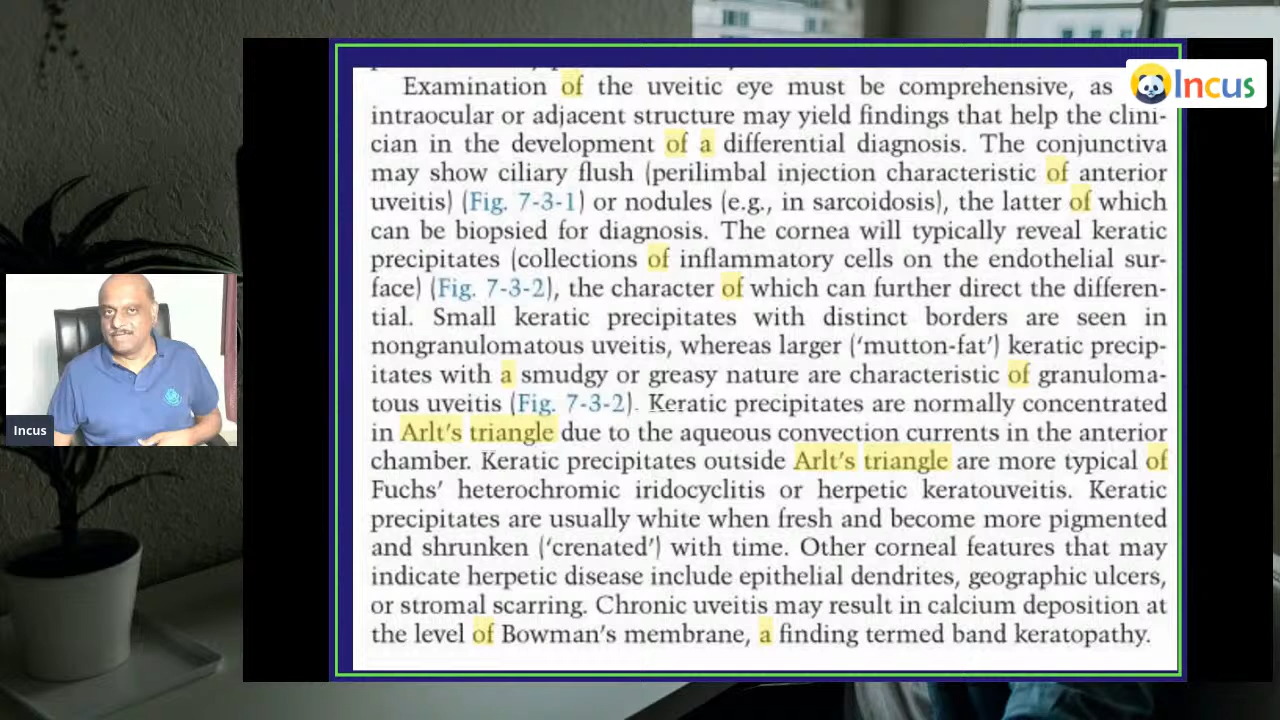 Incus
Examination of the uveitic eye must be comprehensive, as
intraocular or adjacent structure may yield findings that help the clini-
cian in the development of a differential diagnosis. The conjunctiva
may show ciliary flush (perilimbal injection characteristic of anterior
uveitis) (Fig. 7-3-1) or nodules (e.g., in sarcoidosis), the latter of which
can be biopsied for diagnosis. The cornea will typically reveal keratic
precipitates (collections of inflammatory cells on the endothelial sur-
face) (Fig. 7-3-2), the character of which can further direct the differen-
tial. Small keratic precipitates with distinct borders are seen in
nongranulomatous uveitis, whereas larger (‘mutton-fat’) keratic precip-
itates with a smudgy or greasy nature are characteristic of granuloma-
tous uveitis (Fig. 7-3-2). Keratic precipitates are normally concentrated
in Arlt’s triangle due to the aqueous convection currents in the anterior
chamber. Keratic precipitates outside Arlt’s triangle are more typical of
Fuchs’ heterochromic iridocyclitis or herpetic keratouveitis. Keratic
precipitates are usually white when fresh and become more pigmented
and shrunken (‘crenated’) with time. Other corneal features that may
indicate herpetic disease include epithelial dendrites, geographic ulcers,
or stromal scarring. Chronic uveitis may result in calcium deposition at
the level of Bowman’s membrane, a finding termed band keratopathy.
Incus